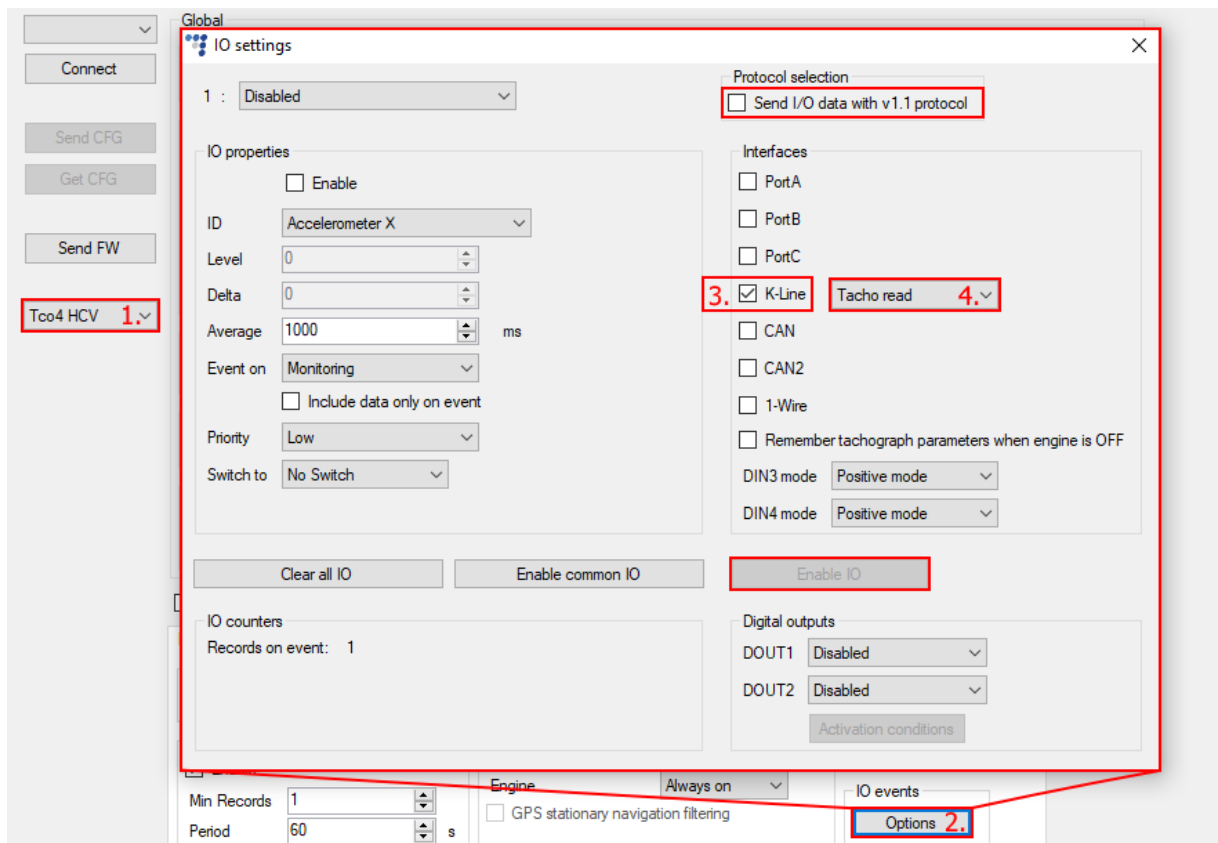 Global
IO settings
Connect
Send CFG
Get CFG
Send FW
Tco4 HCV 1.
1 : Disabled
Protocol selection
Send I/O data with v1.1 protocol
IO properties
Enable
ID Accelerometer X
Level 0
Delta 0
Average 1000 ms
Event on Monitoring
Include data only on event
Priority Low
Switch to No Switch
Interfaces
PortA
PortB
PortC
3. K-Line Tacho read 4.
CAN
CAN2
1-Wire
Remember tachograph parameters when engine is OFF
DIN3 mode Positive mode
DIN4 mode Positive mode
Clear all IO Enable common IO Enable IO
IO counters
Records on event: 1
Digital outputs
DOUT1 Disabled
DOUT2 Disabled
Activation conditions
Min Records 1
Period 60 s
Engine Always on
GPS stationary navigation filtering
IO events
Options 2.